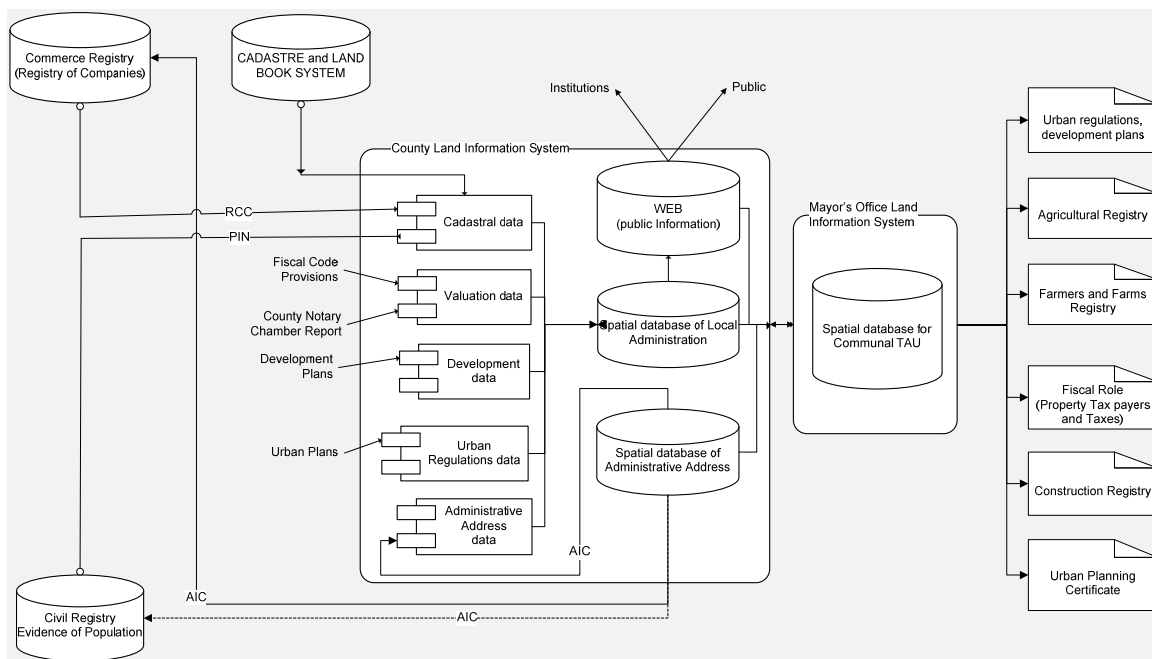 Commerce Registry
(Registry of Companies)
CADASTRE and LAND
BOOK SYSTEM
Institutions
Public
County Land Information System
Cadastral data
RCC
PIN
Fiscal Code
Provisions
Valuation data
County Notary
Chamber Report
Development
Plans
Development
data
Urban Plans
Urban
Regulations data
Administrative
Address
data
WEB
(public Information)
Spatial database of Local
Administration
Spatial database of
Administrative Address
AIC
AIC
AIC
Civil Registry
Evidence of Population
Mayor's Office Land
Information System
Spatial database for
Communal TAU
Urban regulations,
development plans
Agricultural Registry
Farmers and Farms
Registry
Fiscal Role
(Property Tax payers
and Taxes)
Construction Registry
Urban Planning
Certificate